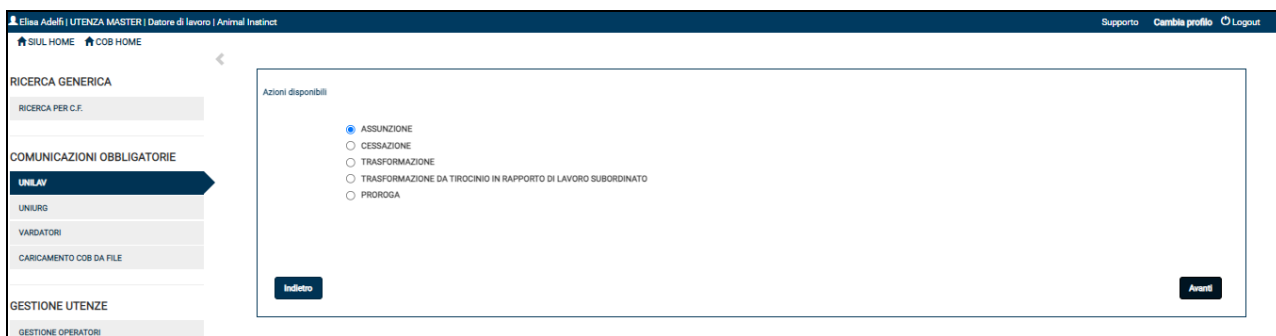 Elisa Adelfi | UTENZA MASTER | Datore di lavoro | Animal Instinct
Supporto Cambia profilo Logout
SIUL HOME COB HOME
RICERCA GENERICA
RICERCA PER C.F.
COMUNICAZIONI OBBLIGATORIE
UNILAV
UNIURG
VARDATORI
CARICAMENTO COB DA FILE
GESTIONE UTENZE
GESTIONE OPERATORI
Azioni disponibili
ASSUNZIONE
CESSAZIONE
TRASFORMAZIONE
TRASFORMAZIONE DA TIROCINIO IN RAPPORTO DI LAVORO SUBORDINATO
PROROGA
Indietro Avanti